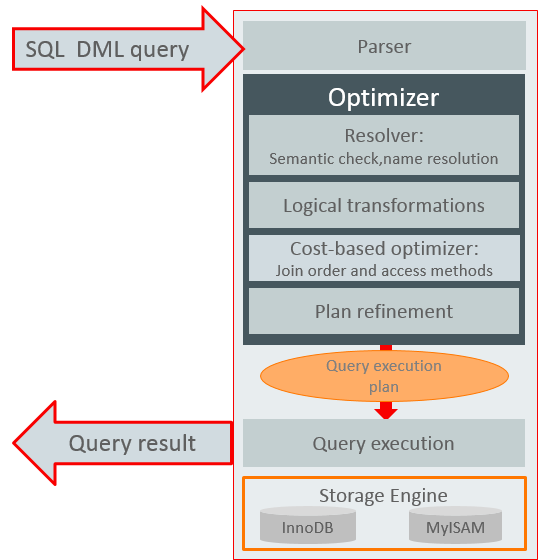 SQL DML query
Parser
Optimizer
Resolver:
Semantic check,name resolution
Logical transformations
Cost-based optimizer:
Join order and access methods
Plan refinement
Query execution
plan
Query result
Query execution
Storage Engine
InnoDB
MyISAM